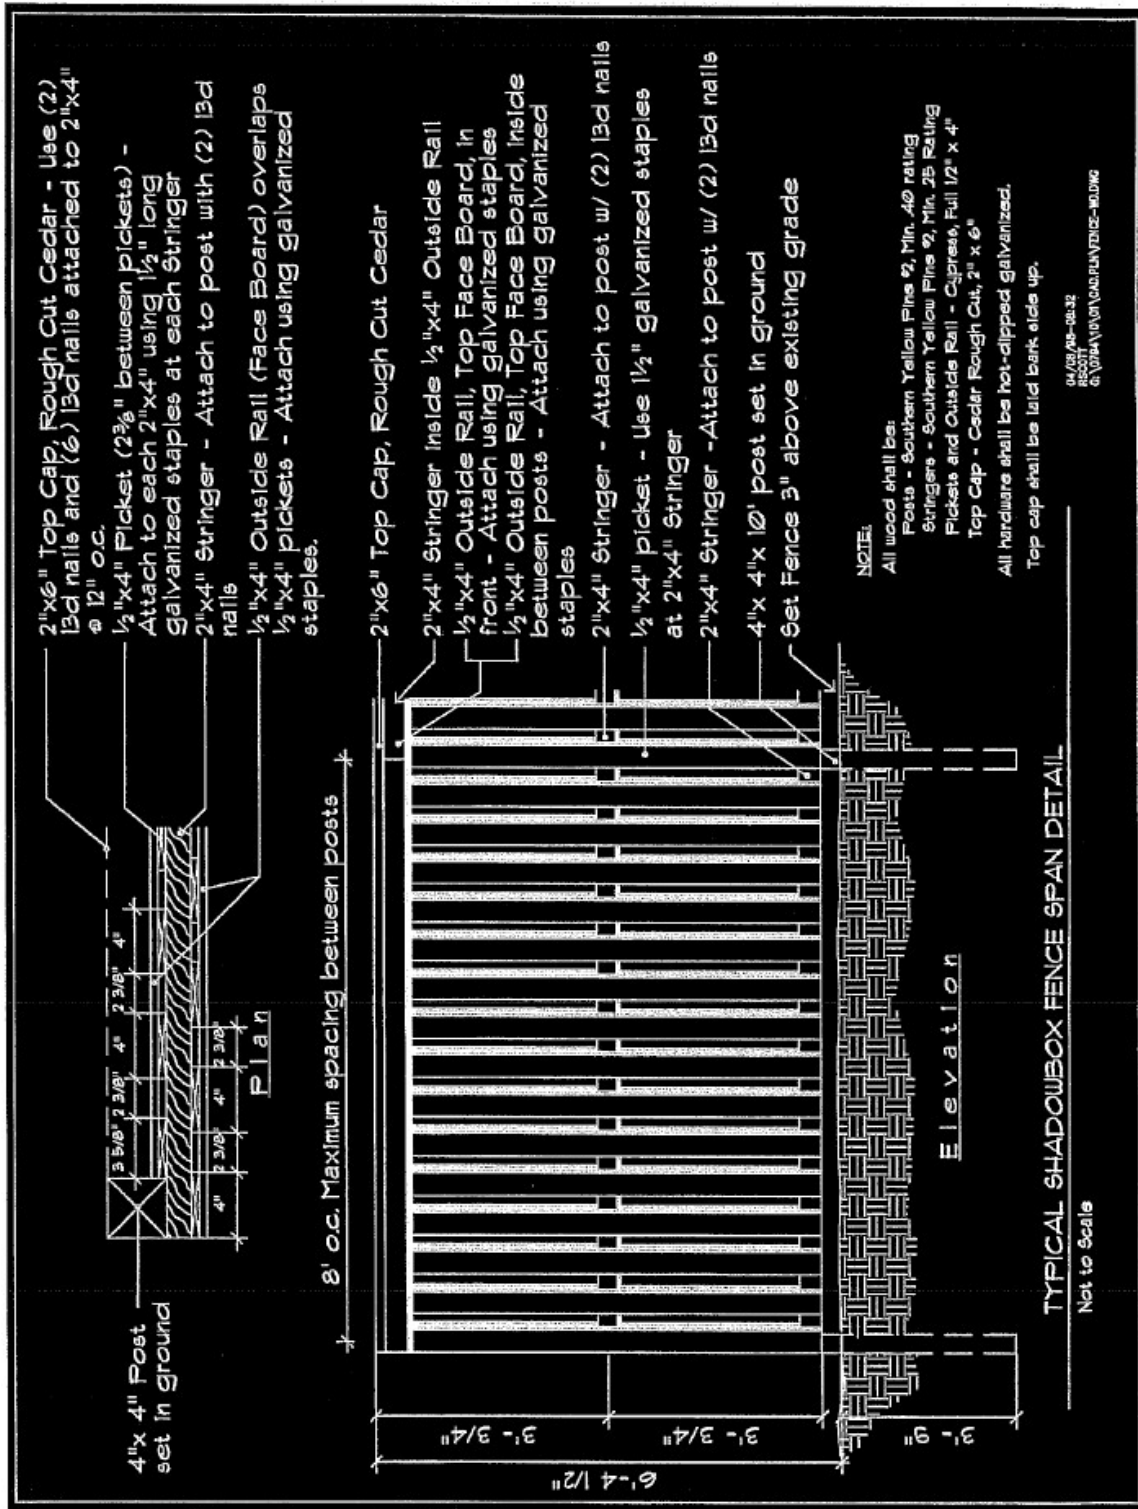 2"x6" Top Cap, Rough Cut Cedar - Use (2)
13d nails and (6) 13d nails attached to 2"x4"
@ 12" o.c.
½"x4" Picket (2⅜" between pickets) -
Attach to each 2"x4" using 1½" long
galvanized staples at each Stringer
2"x4" Stringer - Attach to post with (2) 13d
nails
½"x4" Outside Rail (Face Board) overlaps
½"x4" pickets - Attach using galvanized
staples.
4"x 4" Post
set in ground
3 5/8"
2 3/8"
4"
2 3/8"
4"
4"
2 3/8"
4"
2 3/8"
Plan
8' o.c. Maximum spacing between posts
2"x6" Top Cap, Rough Cut Cedar
2"x4" Stringer Inside ½"x4" Outside Rail
½"x4" Outside Rail, Top Face Board, in
front - Attach using galvanized staples
½"x4" Outside Rail, Top Face Board, Inside
between posts - Attach using galvanized
staples
2"x4" Stringer - Attach to post w/ (2) 13d nails
½"x4" picket - Use 1½" galvanized staples
at 2"x4" Stringer
2"x4" Stringer -Attach to post w/ (2) 13d nails
4"x 4"x 10' post set in ground
Set Fence 3" above existing grade
3'- 3/4"
3'- 3/4"
6'-4 1/2"
3'- 9"
Elevation
NOTE:
All wood shall be:
Posts - Southern Yellow Pine #2, Min. .40 rating
Stringers - Southern Yellow Pine #2, Min. .25 Rating
Pickets and Outside Rail - Cypress, Full 1/2" x 4"
Top Cap - Cedar Rough Cut, 2" x 6"
All hardware shall be hot-dipped galvanized.
Top cap shall be laid bark side up.
TYPICAL SHADOWBOX FENCE SPAN DETAIL
Not to Scale
RSCOTT